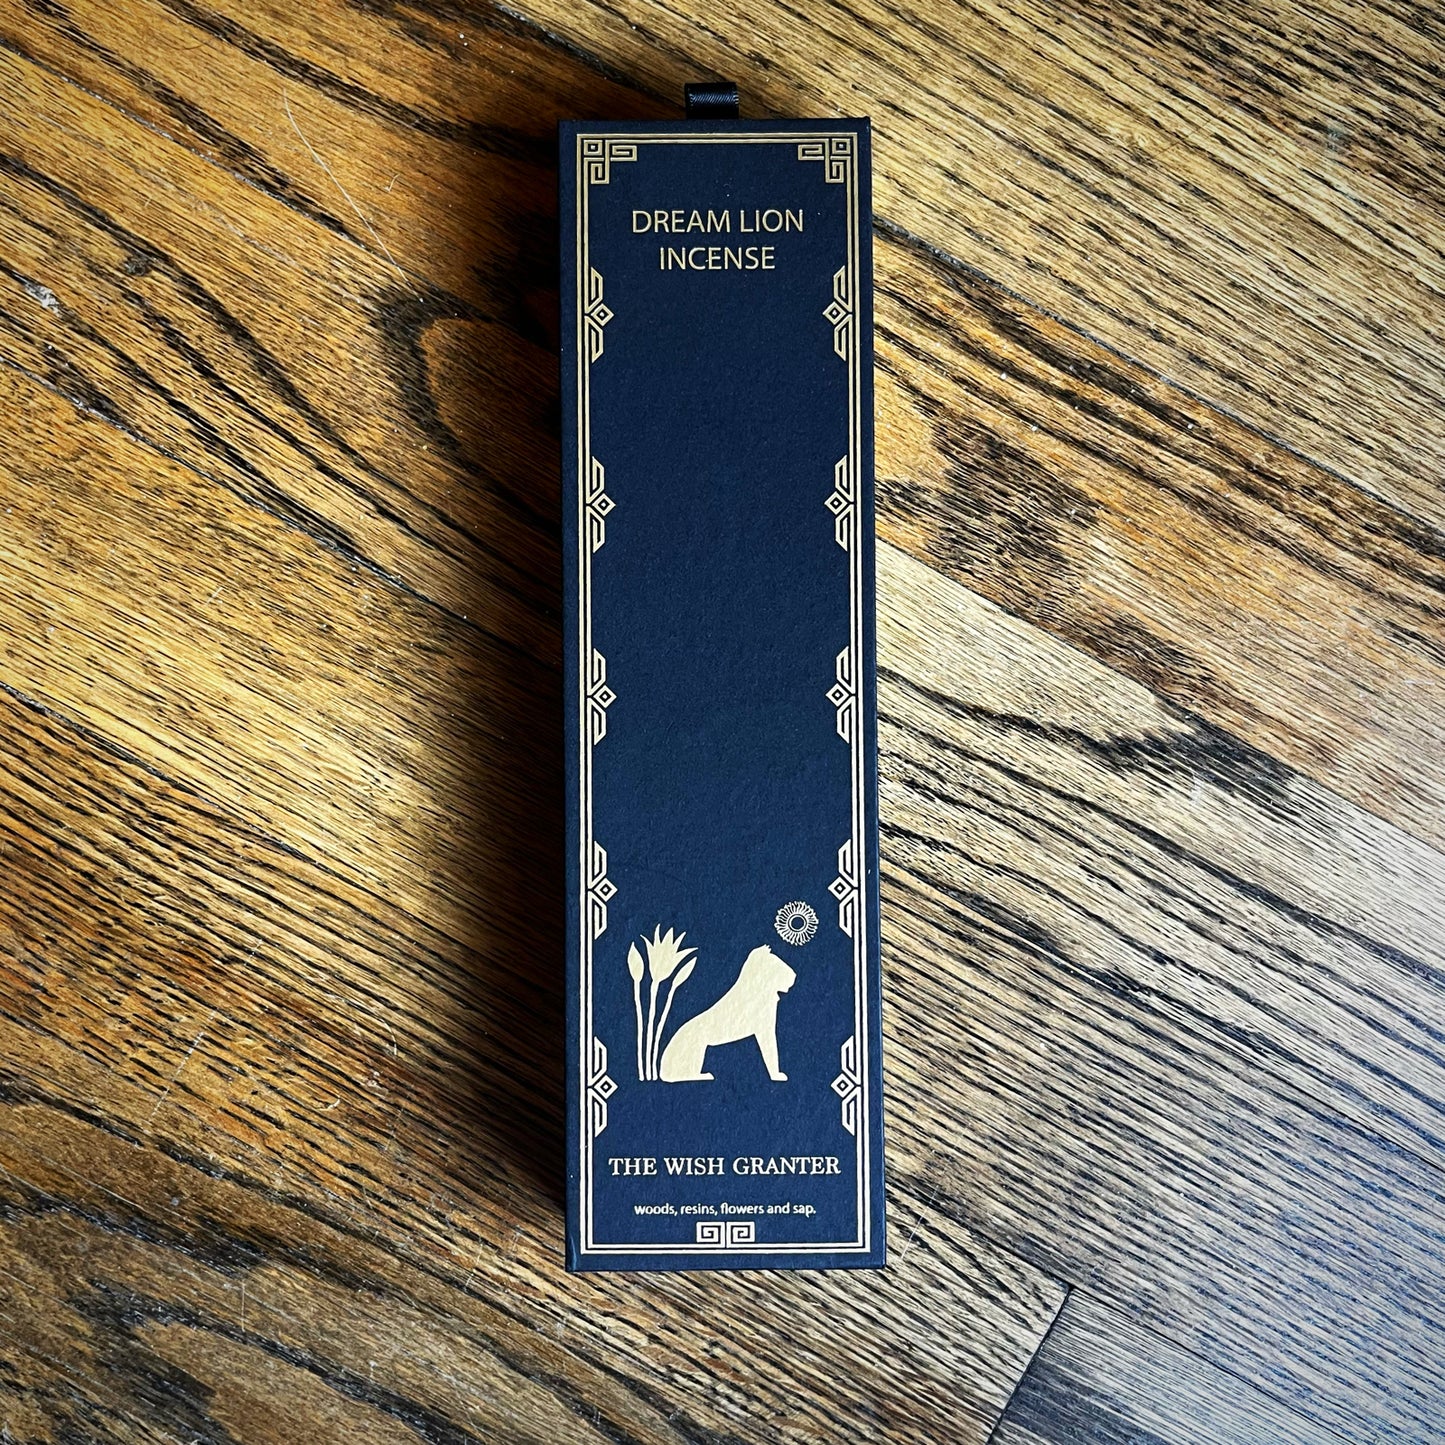 DREAM LION
INCENSE
THE WISH GRANTER
woods, resins, flowers and sap.